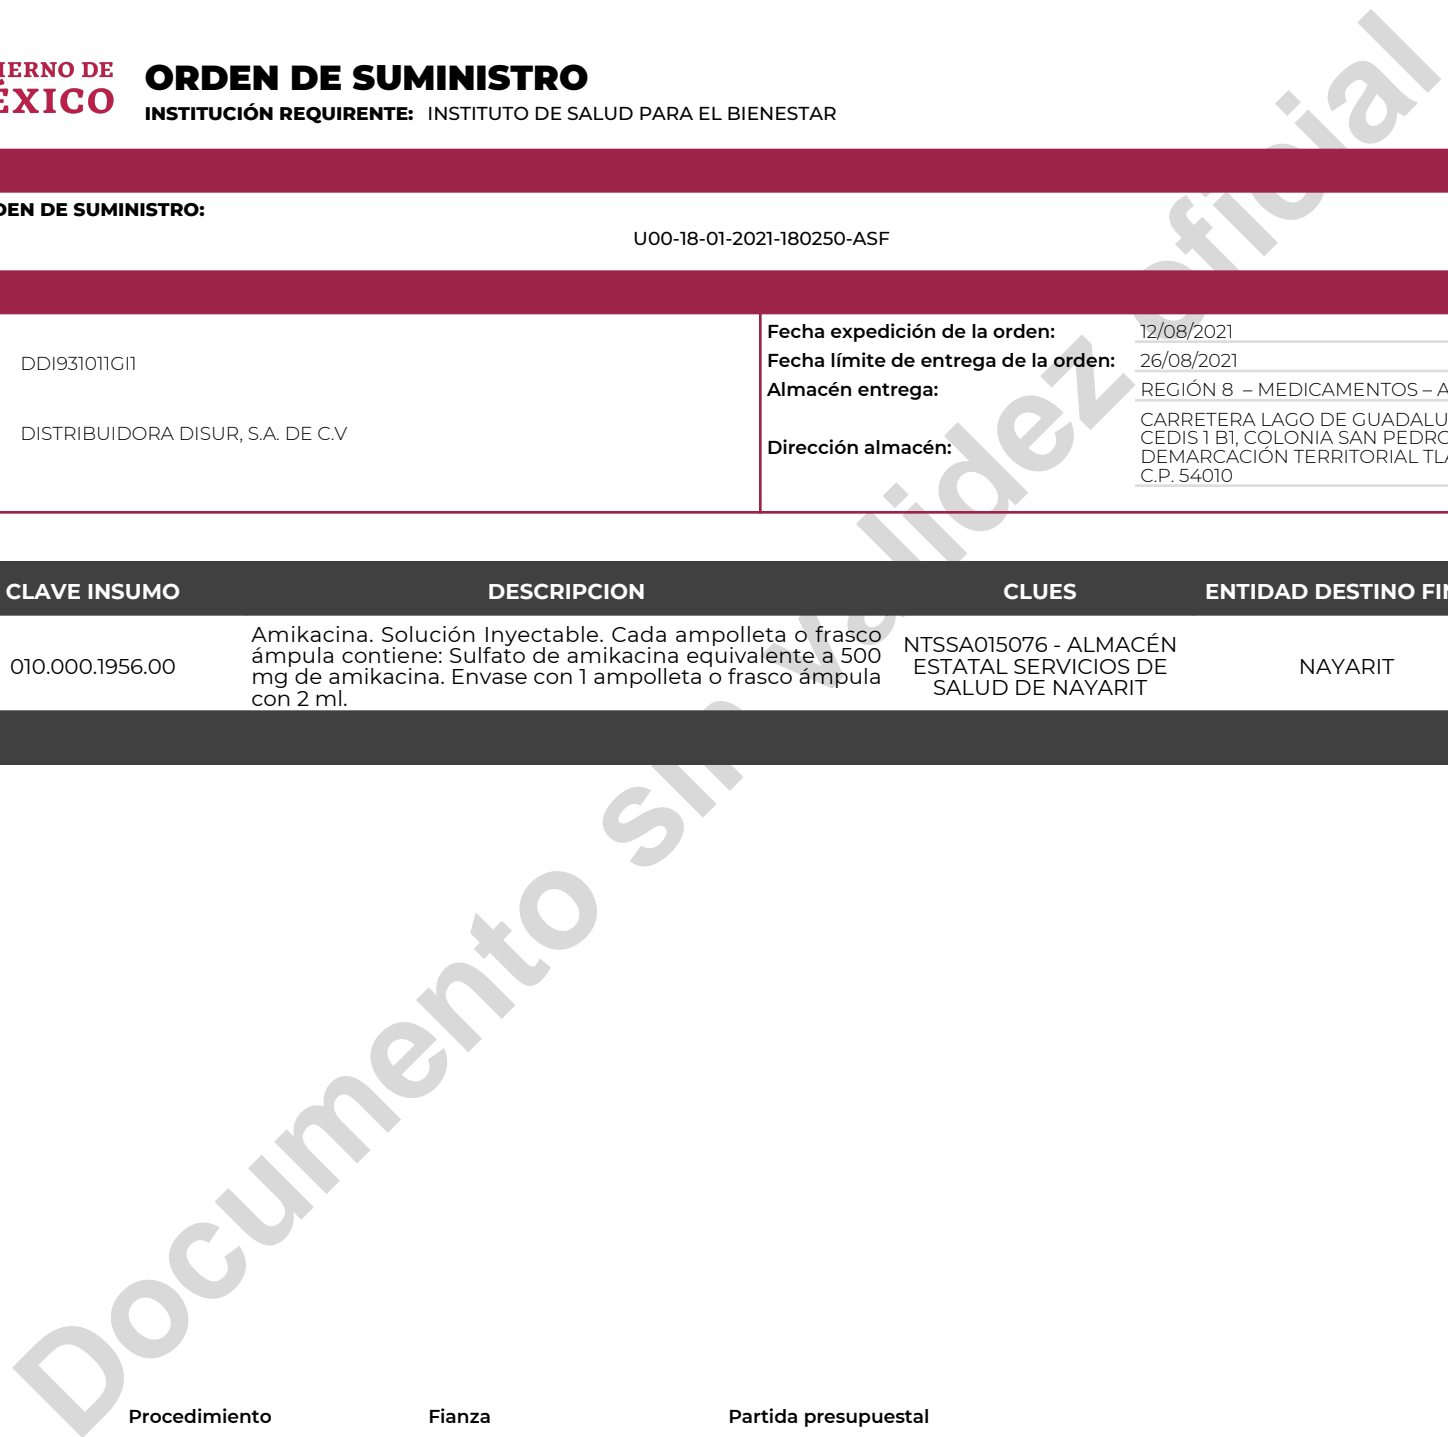 IERNO DE
ÉXICO
ORDEN DE SUMINISTRO
INSTITUCIÓN REQUIRENTE: INSTITUTO DE SALUD PARA EL BIENESTAR
DEN DE SUMINISTRO:
U00-18-01-2021-180250-ASF
DDI931011GI1
DISTRIBUIDORA DISUR, S.A. DE C.V
Fecha expedición de la orden: 12/08/2021
Fecha límite de entrega de la orden: 26/08/2021
Almacén entrega: REGIÓN 8 – MEDICAMENTOS – A
Dirección almacén:
CARRETERA LAGO DE GUADALU
CEDIS 1 B1, COLONIA SAN PEDRO
DEMARCACIÓN TERRITORIAL TLA
C.P. 54010
CLAVE INSUMO DESCRIPCION CLUES ENTIDAD DESTINO FIN
010.000.1956.00
Amikacina. Solución Inyectable. Cada ampolleta o frasco
ámpula contiene: Sulfato de amikacina equivalente a 500
mg de amikacina. Envase con 1 ampolleta o frasco ámpula
con 2 ml.
NTSSA015076 - ALMACÉN
ESTATAL SERVICIOS DE
SALUD DE NAYARIT
NAYARIT
Documento sin validez oficial
Procedimiento Fianza Partida presupuestal